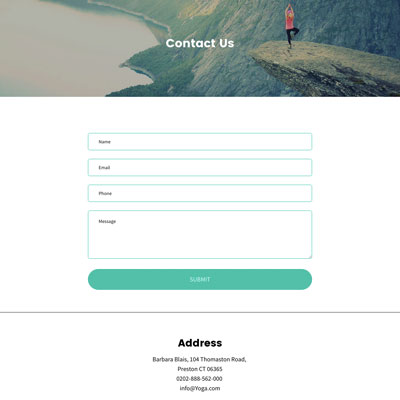 Contact Us
Name
Email
Phone
Message
SUBMIT
Address
Barbara Blais, 104 Thomaston Road,
Preston CT 06365
0202-888-562-000
info@Yoga.com